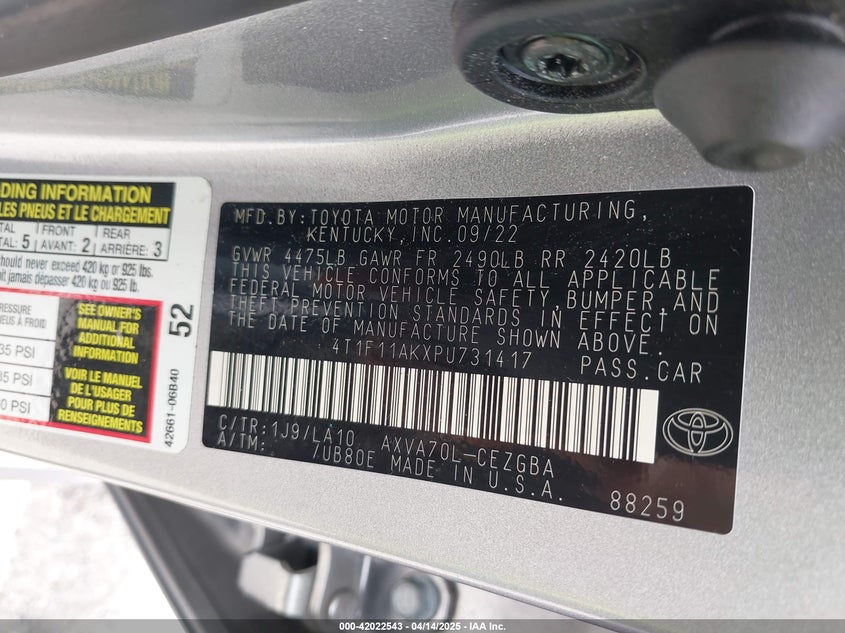 DING INFORMATION
LES PNEUS ET LE CHARGEMENT
TAL 5 FRONT AVANT: 2 REAR ARRIÈRE: 3
should never exceed 420 kg or 925 lbs.
jamais dépasser 420 kg ou 925 lb.
RESSURE
NEUS À FROID
35 PSI
35 PSI
0 PSI
SEE OWNER'S
MANUAL FOR
ADDITIONAL
INFORMATION
VOIR LE MANUEL
DE L'USAGER
POUR PLUS DE
RENSEIGNEMENTS
52
42661-06B40
MFD.BY:TOYOTA MOTOR MANUFACTURING,
KENTUCKY,INC.09/22
GVWR 4475LB GAWR FR 2490LB RR 2420LB
THIS VEHICLE CONFORMS TO ALL APPLICABLE
FEDERAL MOTOR VEHICLE SAFETY,BUMPER,AND
THEFT PREVENTION STANDARDS IN EFFECT ON
THE DATE OF MANUFACTURE SHOWN ABOVE.
4T1F11AKXPU731417 PASS.CAR
C/TR:1J9/LA10 AXVA70L-CEZGBA
A/TM: /UB80E MADE IN U.S.A.
88259
000-42022543 - 04/14/2025 - IAA Inc.